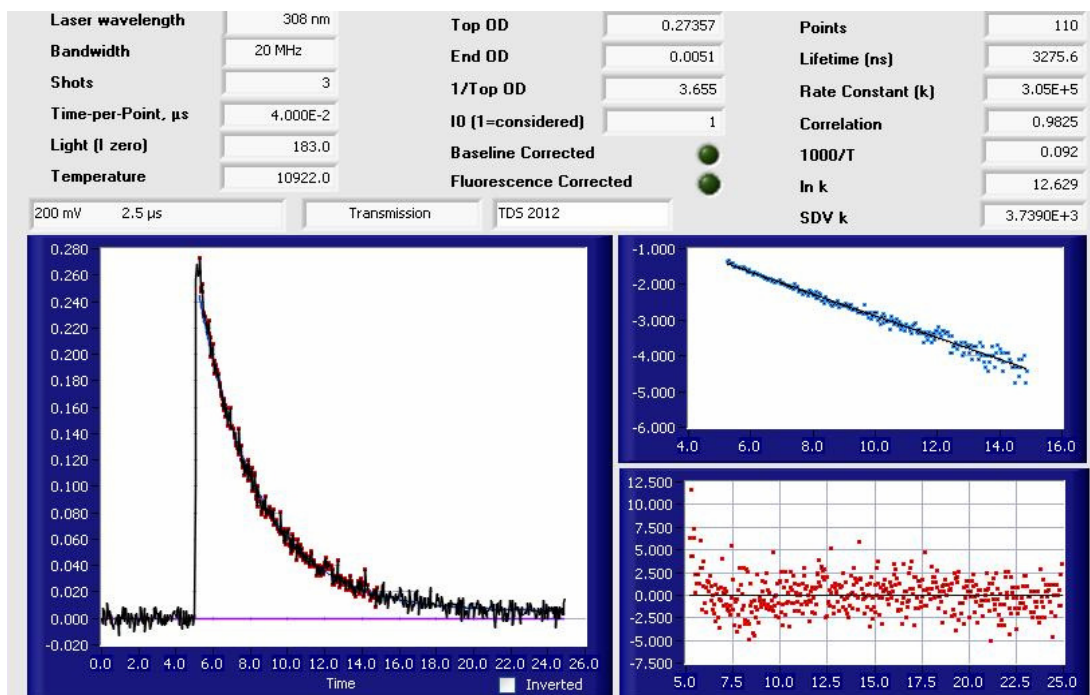 Laser wavelength 308 nm
Bandwidth 20 MHz
Shots 3
Time-per-Point, µs 4.000E-2
Light (I zero) 183.0
Temperature 10922.0
Top OD 0.27357
End OD 0.0051
1/Top OD 3.655
I0 (1=considered) 1
Baseline Corrected
Fluorescence Corrected
Points 110
Lifetime (ns) 3275.6
Rate Constant (k) 3.05E+5
Correlation 0.9825
1000/T 0.092
ln k 12.629
SDV k 3.7390E+3
200 mV 2.5 µs Transmission TDS 2012
0.280
0.260
0.240
0.220
0.200
0.180
0.160
0.140
0.120
0.100
0.080
0.060
0.040
0.020
0.000
-0.020
0.0 2.0 4.0 6.0 8.0 10.0 12.0 14.0 16.0 18.0 20.0 22.0 24.0 26.0
Time
Inverted
-1.000
-2.000
-3.000
-4.000
-5.000
-6.000
4.0 6.0 8.0 10.0 12.0 14.0 16.0
12.500
10.000
7.500
5.000
2.500
0.000
-2.500
-5.000
-7.500
5.0 7.5 10.0 12.5 15.0 17.5 20.0 22.5 25.0